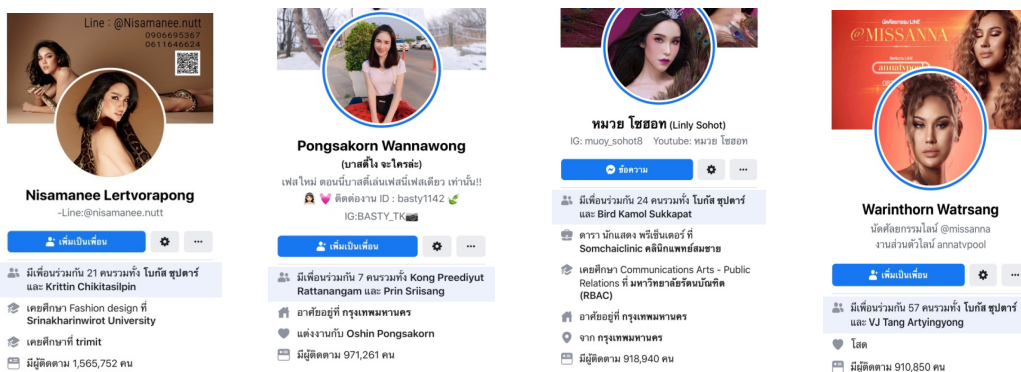 Line : @Nisamanee.nutt
0906695367
0611646624
Nisamanee Lertvorapong
~Line:@nisamanee.nutt
เพิ่มเป็นเพื่อน
มีเพื่อนร่วมกัน 21 คนรวมทั้ง โบกัส ซุปตาร์
และ Krittin Chikitasilpin
เคยศึกษา Fashion design ที่
Srinakharinwirot University
เคยศึกษาที่ trimit
มีผู้ติดตาม 1,565,752 คน
Pongsakorn Wannawong
(บาสตี้ไง จะใครล่ะ)
เฟสใหม่ ตอนนี้บาสตี้เล่นเฟสนี้เฟสเดียว เท่านั้น!!
ติดต่องาน ID : basty1142
IG:BASTY_TK
เพิ่มเป็นเพื่อน
มีเพื่อนร่วมกัน 7 คนรวมทั้ง Kong Preediyut
Rattanangam และ Prin Sriisang
อาศัยอยู่ที่ กรุงเทพมหานคร
แต่งงานกับ Oshin Pongsakorn
มีผู้ติดตาม 971,261 คน
หมวย โซฮอท (Linly Sohot)
IG: muoy_sohot8 Youtube: หมวย โซฮอท
ข้อความ
มีเพื่อนร่วมกัน 24 คนรวมทั้ง โบกัส ซุปตาร์
และ Bird Kamol Sukkapat
ดารา นักแสดง พรีเซ็นเตอร์ ที่
Somchaiclinic คลินิกแพทย์สมชาย
เคยศึกษา Communications Arts - Public
Relations ที่ มหาวิทยาลัยรัตนบัณฑิต
(RBAC)
อาศัยอยู่ที่ กรุงเทพมหานคร
จาก กรุงเทพมหานคร
มีผู้ติดตาม 918,940 คน
นัดศัลยกรรม LINE
@MISSANNA
annatvpool
Warinthorn Watrsang
นัดศัลยกรรมไลน์ @missanna
งานส่วนตัวไลน์ annatvpool
เพิ่มเป็นเพื่อน
มีเพื่อนร่วมกัน 57 คนรวมทั้ง โบกัส ซุปตาร์
และ VJ Tang Artyingyong
โสด
มีผู้ติดตาม 910,850 คน